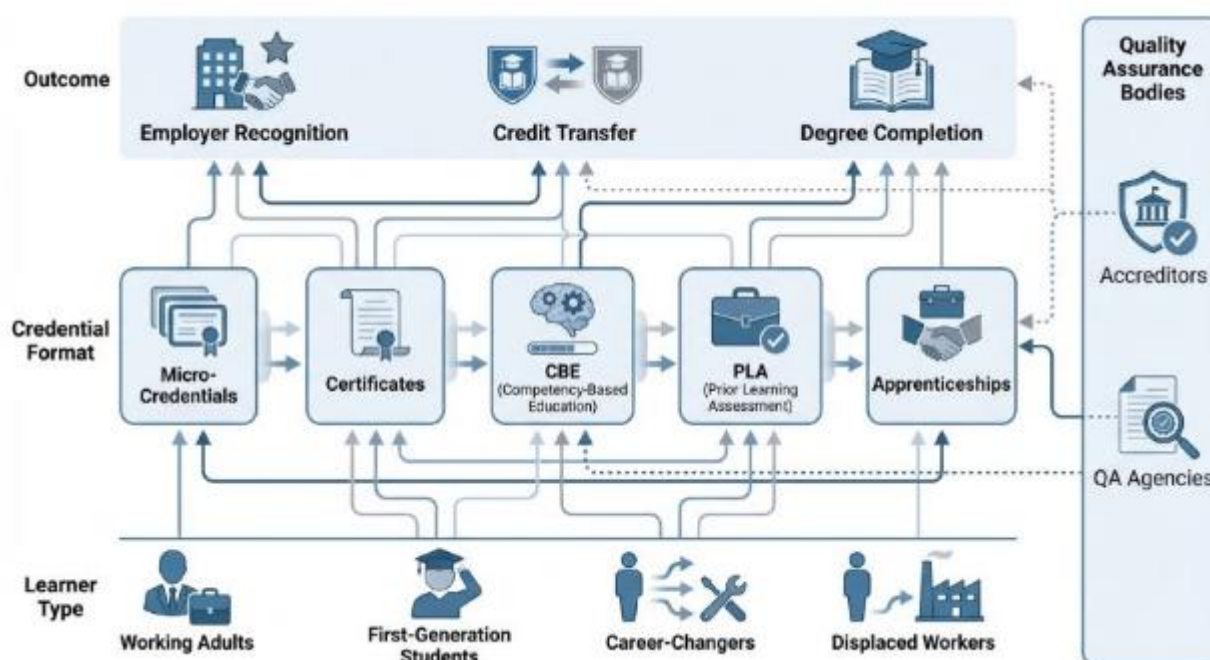 Outcome
Employer Recognition
Credit Transfer
Degree Completion
Quality
Assurance
Bodies
Accreditors
QA Agencies
Credential
Format
Micro-
Credentials
Certificates
CBE
(Competency-Based
Education)
PLA
(Prior Learning
Assessment)
Apprenticeships
Learner
Type
Working Adults
First-Generation
Students
Career-Changers
Displaced Workers